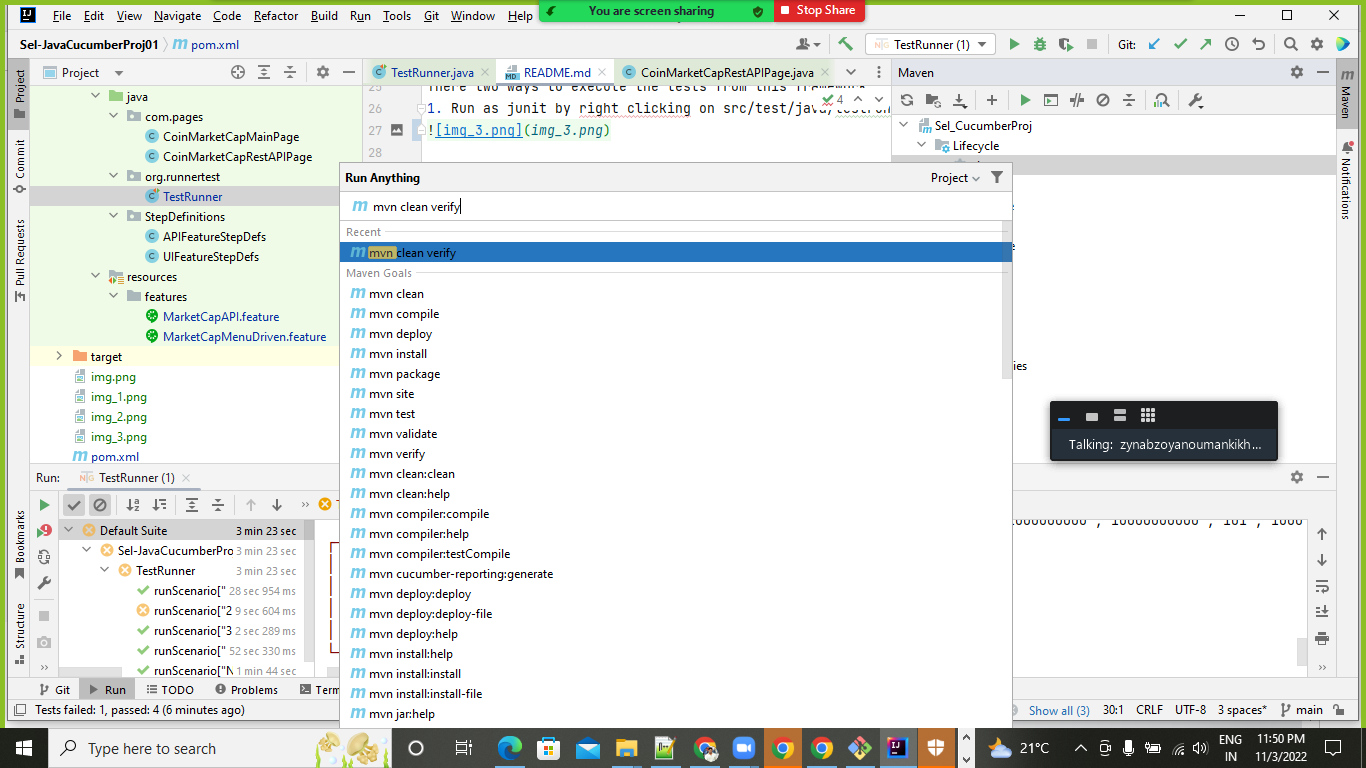 You are screen sharing
Stop Share
File Edit View Navigate Code Refactor Build Run Tools Git Window Help
Sel-JavaCucumberProj01 pom.xml
TestRunner (1)
Git:
Project
TestRunner.java
README.md
CoinMarketCapRestAPIPage.java
Maven
Project
Commit
Pull Requests
Bookmarks
Structure
Maven
Notifications
java
com.pages
CoinMarketCapMainPage
CoinMarketCapRestAPIPage
org.runnertest
TestRunner
StepDefinitions
APIFeatureStepDefs
UIFeatureStepDefs
resources
features
MarketCapAPI.feature
MarketCapMenuDriven.feature
target
img.png
img_1.png
img_2.png
img_3.png
pom.xml
25 There two ways to execute the tests from this framework
26 1. Run as junit by right clicking on src/test/java/
27 ![img_3.png](img_3.png)
28
4
Sel_CucumberProj
Lifecycle
Run Anything
Project
mvn clean verify
Recent
mvn clean verify
Maven Goals
mvn clean
mvn compile
mvn deploy
mvn install
mvn package
mvn site
mvn test
mvn validate
mvn verify
mvn clean:clean
mvn clean:help
mvn compiler:compile
mvn compiler:help
mvn compiler:testCompile
mvn cucumber-reporting:generate
mvn deploy:deploy
mvn deploy:deploy-file
mvn deploy:help
mvn install:help
mvn install:install
mvn install:install-file
mvn jar:help
ies
Talking: zynabzoyanoumankikh...
Run: TestRunner (1)
Default Suite 3 min 23 sec
Sel-JavaCucumberPro 3 min 23 sec
TestRunner 3 min 23 sec
runScenario[" 28 sec 954 ms
runScenario["2 9 sec 604 ms
runScenario["3 2 sec 289 ms
runScenario[" 52 sec 330 ms
runScenario["N 1 min 44 sec
1000000000", 10000000000", 101", 1000
Git
Run
TODO
Problems
Term
Tests failed: 1, passed: 4 (6 minutes ago)
Show all (3)
30:1 CRLF UTF-8 3 spaces* main
Type here to search
21°C
ENG
IN
11:50 PM
11/3/2022